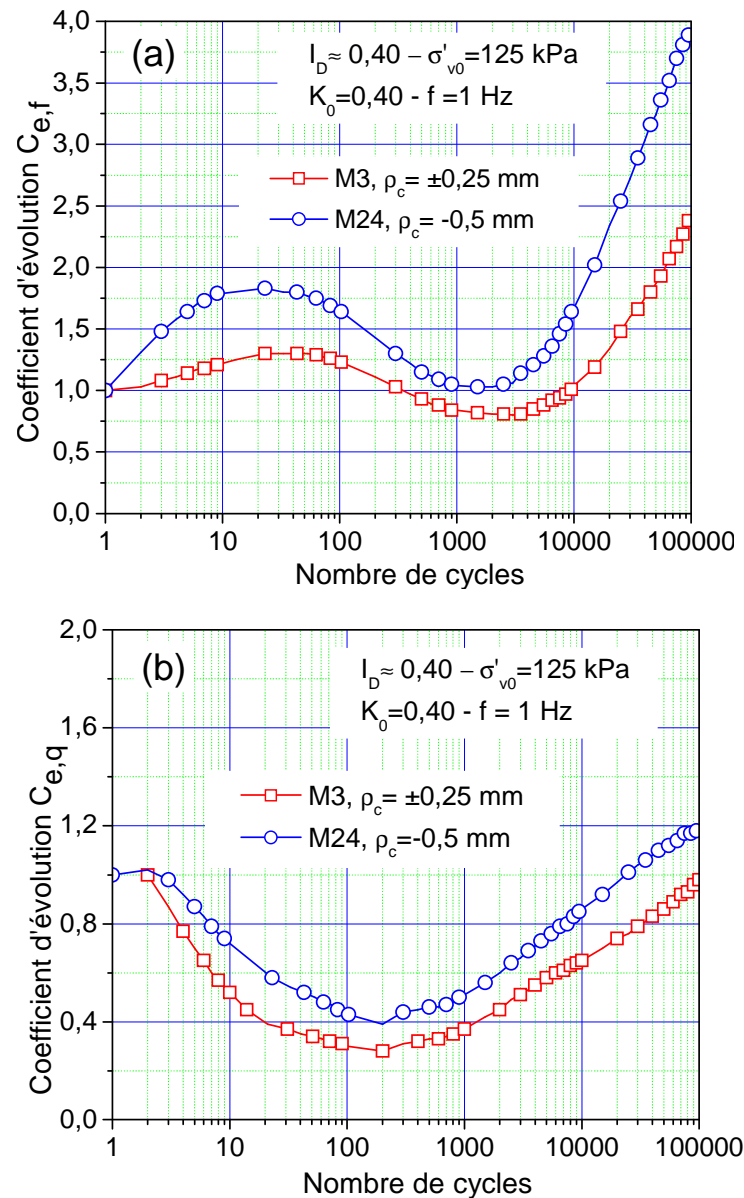 (a)
I_D≈ 0,40 – σ'_v0=125 kPa
K_0=0,40 - f =1 Hz
M3, ρ_c= ±0,25 mm
M24, ρ_c= -0,5 mm
Coefficient d'évolution C_e,f
4,0
3,5
3,0
2,5
2,0
1,5
1,0
0,5
0,0
1
10
100
1000
10000
100000
Nombre de cycles
(b)
I_D≈ 0,40 – σ'_v0=125 kPa
K_0=0,40 - f = 1 Hz
M3, ρ_c= ±0,25 mm
M24, ρ_c=-0,5 mm
Coefficient d'évolution C_e,q
2,0
1,6
1,2
0,8
0,4
0,0
1
10
100
1000
10000
100000
Nombre de cycles